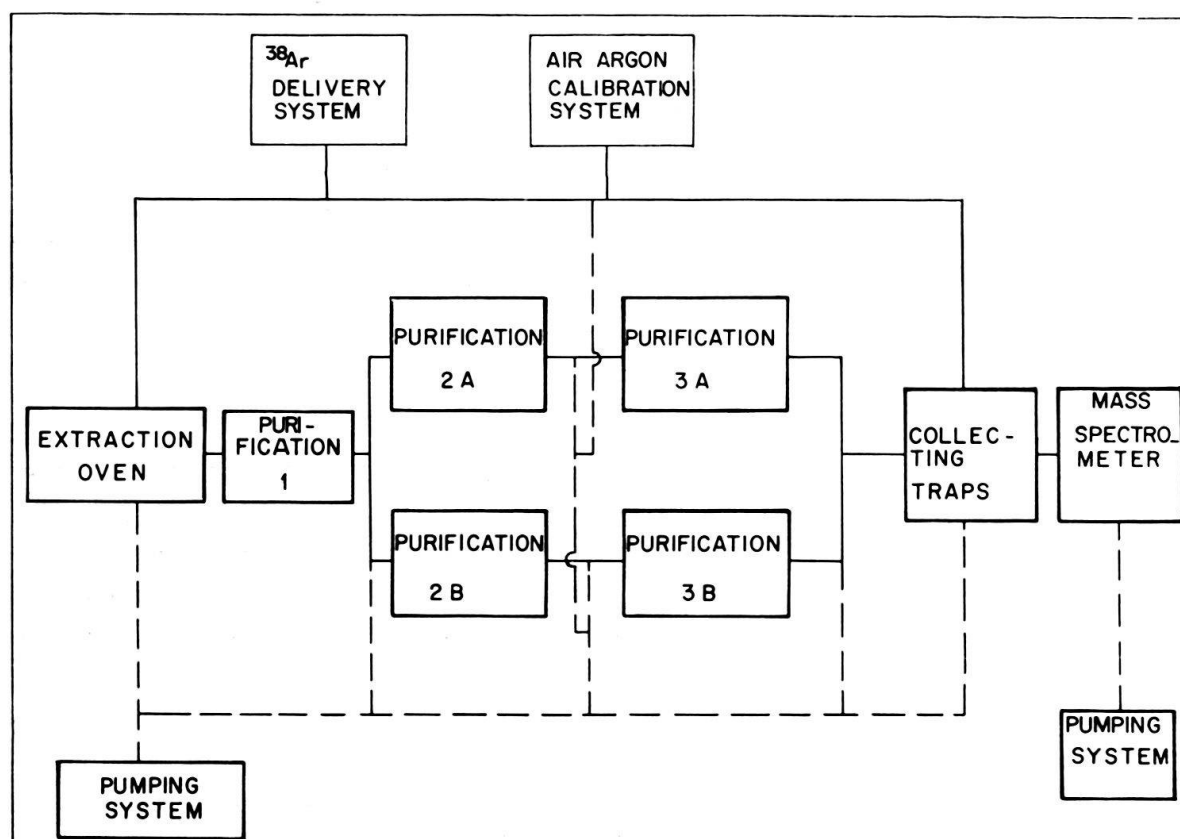 38Ar
DELIVERY
SYSTEM
AIR ARGON
CALIBRATION
SYSTEM
PURIFICATION
2 A
PURIFICATION
3 A
EXTRACTION
OVEN
PURI-
FICATION
1
COLLEC-
TING
TRAPS
MASS
SPECTRO-
METER
PURIFICATION
2 B
PURIFICATION
3 B
PUMPING
SYSTEM
PUMPING
SYSTEM